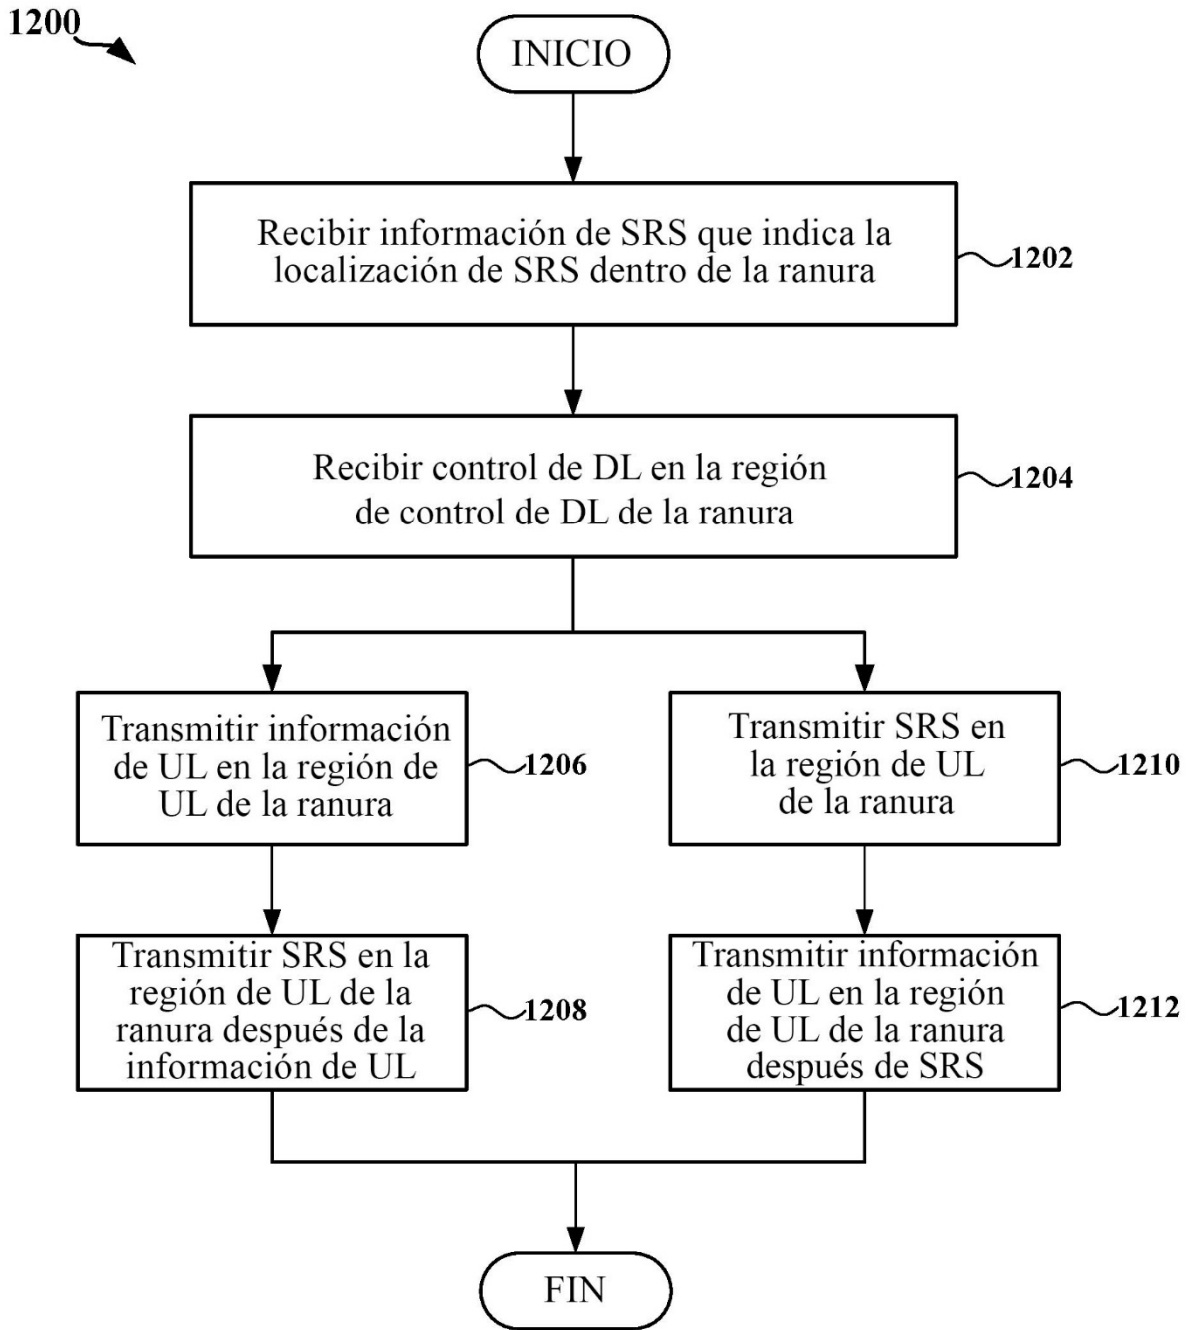 1200
INICIO
Recibir información de SRS que indica la
localización de SRS dentro de la ranura
1202
Recibir control de DL en la región
de control de DL de la ranura
1204
Transmitir información
de UL en la región de
UL de la ranura
1206
Transmitir SRS en
la región de UL
de la ranura
1210
Transmitir SRS en la
región de UL de la
ranura después de la
información de UL
1208
Transmitir información
de UL en la región
de UL de la ranura
después de SRS
1212
FIN